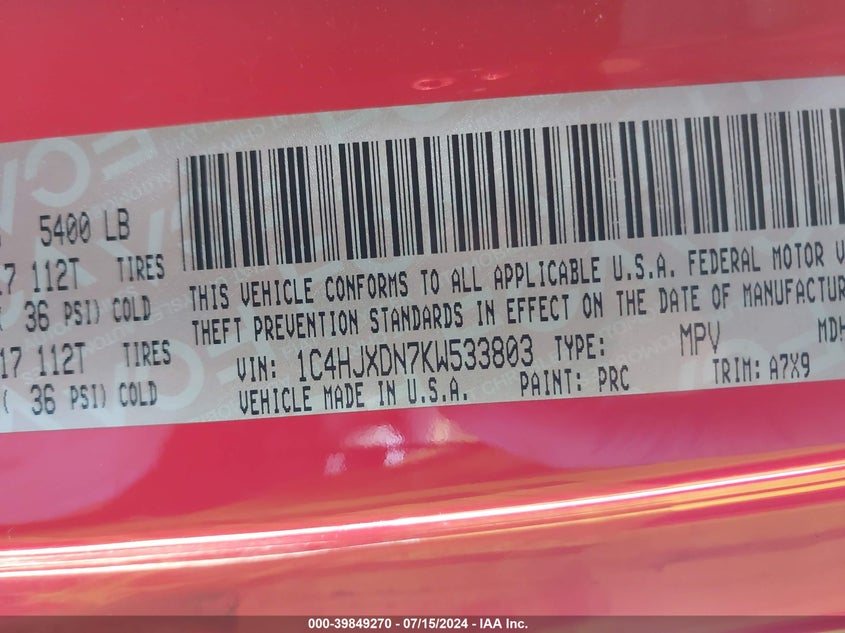 5400 LB
17 112T TIRES
( 36 PSI) COLD
17 112T TIRES
( 36 PSI) COLD
THIS VEHICLE CONFORMS TO ALL APPLICABLE U.S.A. FEDERAL MOTOR V
THEFT PREVENTION STANDARDS IN EFFECT ON THE DATE OF MANUFACTUR
VIN: 1C4HJXDN7KW533803 TYPE: MPV MDH
VEHICLE MADE IN U.S.A. PAINT: PRC TRIM: A7X9
000-39849270 - 07/15/2024 - IAA Inc.